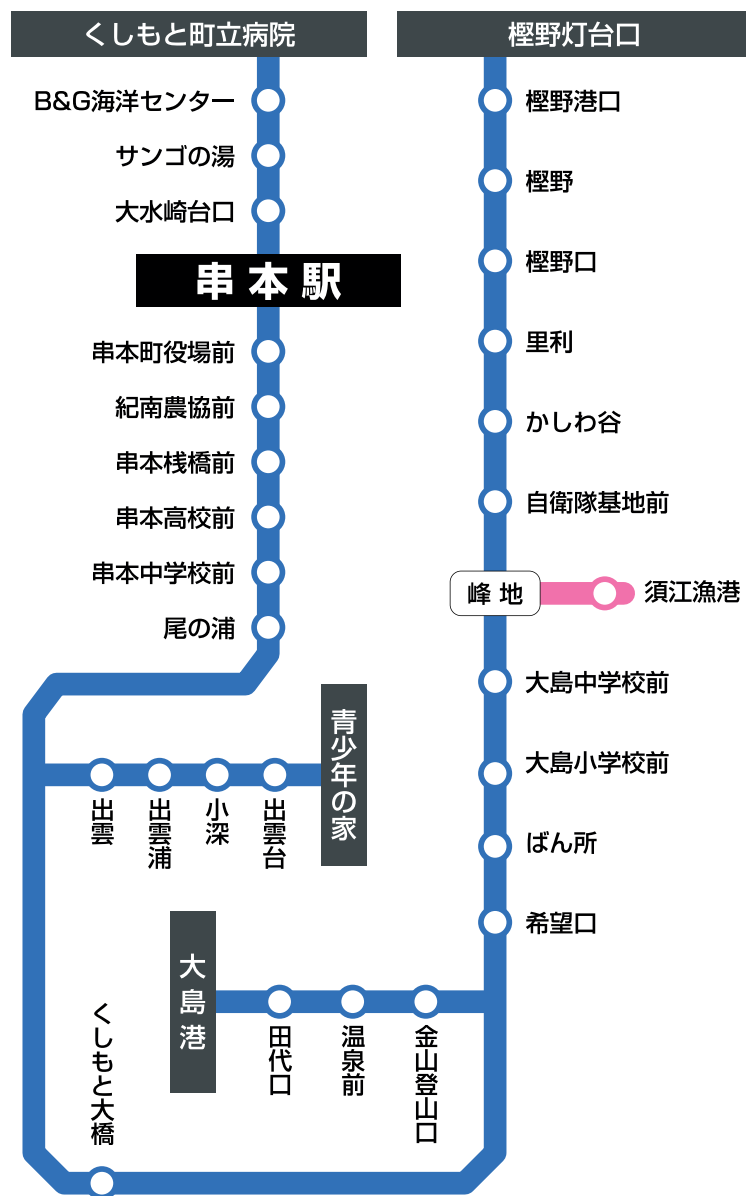 くしもと町立病院
B&G海洋センター
サンゴの湯
大水崎台口
串本駅
串本町役場前
紀南農協前
串本桟橋前
串本高校前
串本中学校前
尾の浦
出雲
出雲浦
小深
出雲台
青少年の家
くしもと大橋
大島港
田代口
温泉前
金山登山口
樫野灯台口
樫野港口
樫野
樫野口
里利
かしわ谷
自衛隊基地前
峰地
須江漁港
大島中学校前
大島小学校前
ばん所
希望口